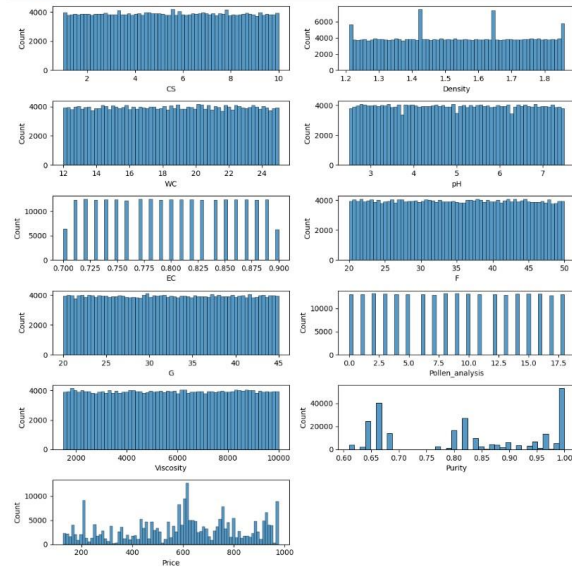 4000
2000
0
Count
2 4 6 8 10
CS
6000
4000
2000
0
Count
1.2 1.3 1.4 1.5 1.6 1.7 1.8
Density
4000
3000
2000
1000
0
Count
12 14 16 18 20 22 24
WC
4000
3000
2000
1000
0
Count
3 4 5 6 7
pH
10000
5000
0
Count
0.700 0.725 0.750 0.775 0.800 0.825 0.850 0.875 0.900
EC
4000
2000
0
Count
20 25 30 35 40 45 50
F
4000
2000
0
Count
20 25 30 35 40 45
G
10000
5000
0
Count
0.0 2.5 5.0 7.5 10.0 12.5 15.0 17.5
Pollen_analysis
4000
3000
2000
1000
0
Count
2000 4000 6000 8000 10000
Viscosity
40000
20000
0
Count
0.60 0.65 0.70 0.75 0.80 0.85 0.90 0.95 1.00
Purity
10000
5000
0
Count
200 400 600 800 1000
Price